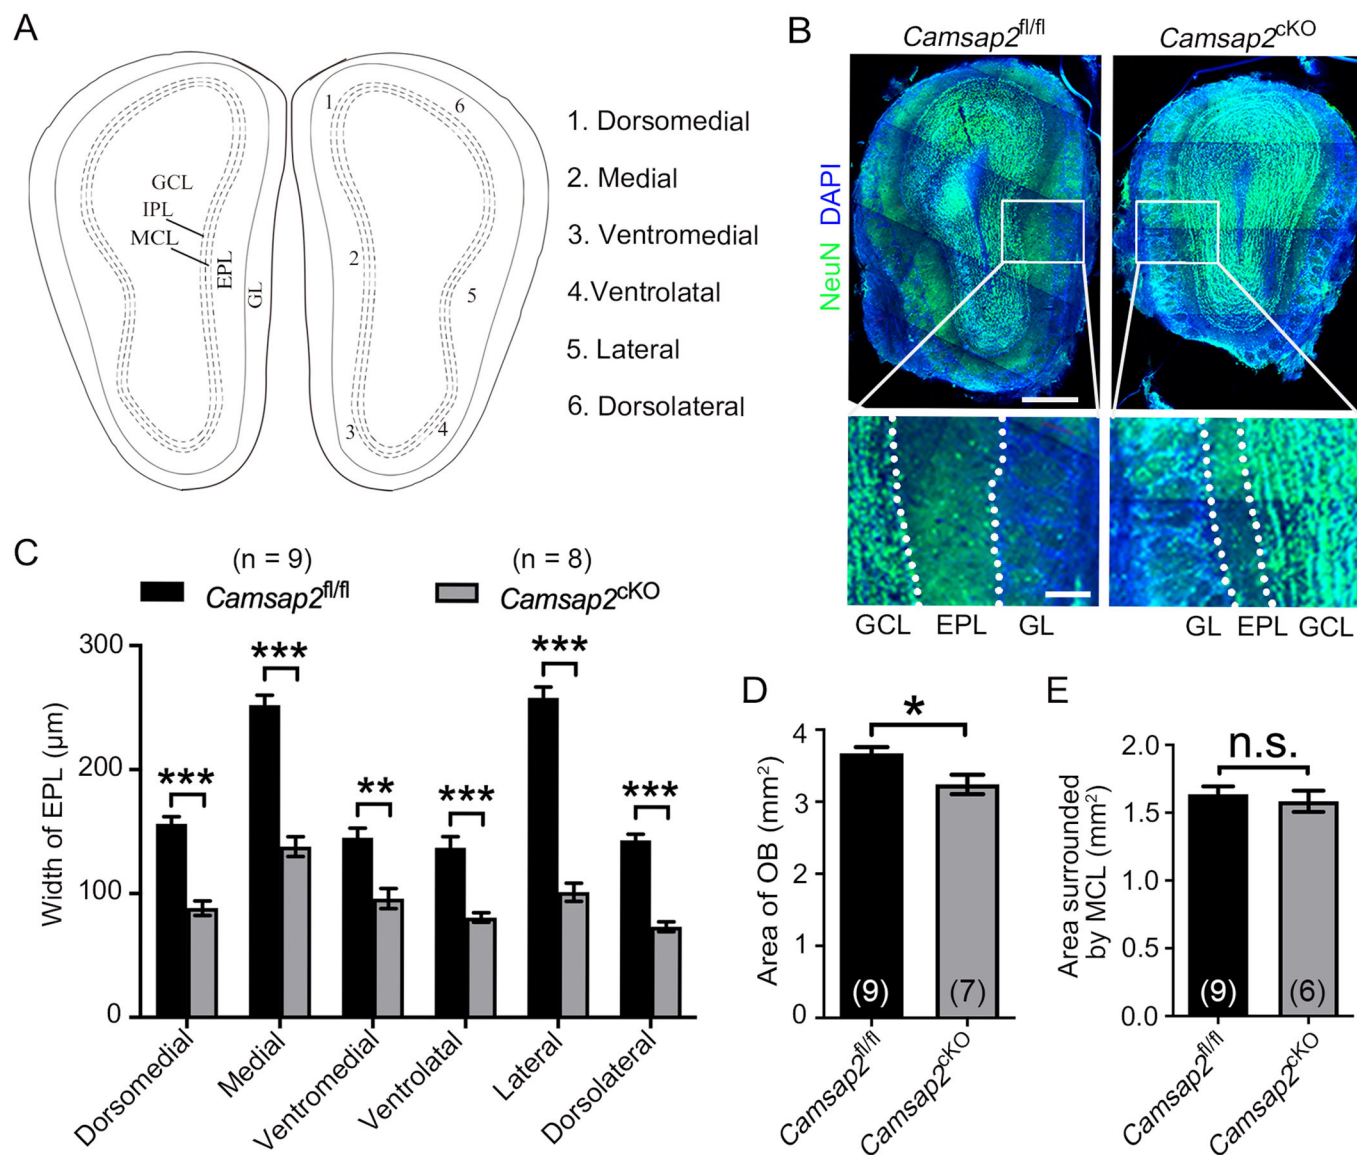 A
GCL
IPL
MCL
EPL
GL
1
6
2
5
3
4
1. Dorsomedial
2. Medial
3. Ventromedial
4.Ventrolatal
5. Lateral
6. Dorsolateral
B
Camsap2fl/fl
Camsap2cKO
NeuN DAPI
GCL EPL GL
GL EPL GCL
C
(n = 9)
(n = 8)
Camsap2fl/fl
Camsap2cKO
Width of EPL (µm)
300
200
100
0
***
***
**
***
***
***
Dorsomedial
Medial
Ventromedial
Ventrolatal
Lateral
Dorsolateral
D
Area of OB (mm2)
4
3
2
1
0
*
(9)
(7)
Camsap2fl/fl
Camsap2cKO
E
Area surrounded
by MCL (mm2)
2.0
1.5
1.0
0.5
0.0
n.s.
(9)
(6)
Camsap2fl/fl
Camsap2cKO